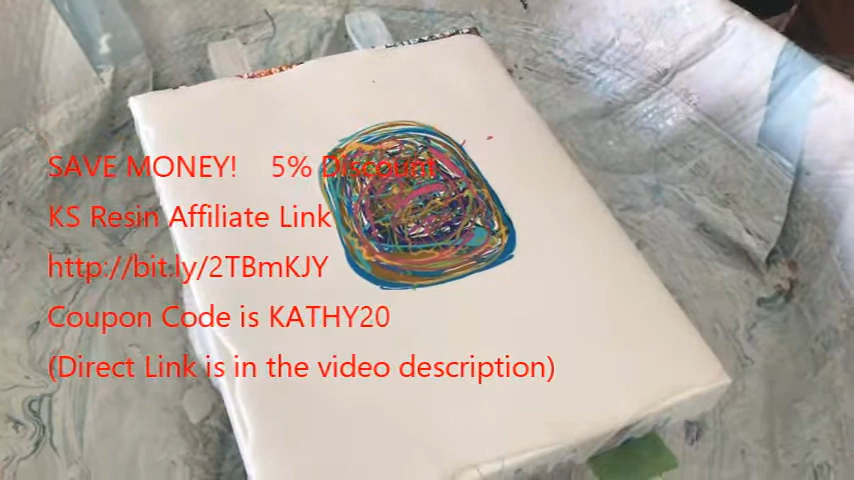 SAVE MONEY! 5% Discount
KS Resin Affiliate Link
http://bit.ly/2TBmKJY
Coupon Code is KATHY20
(Direct Link is in the video description)